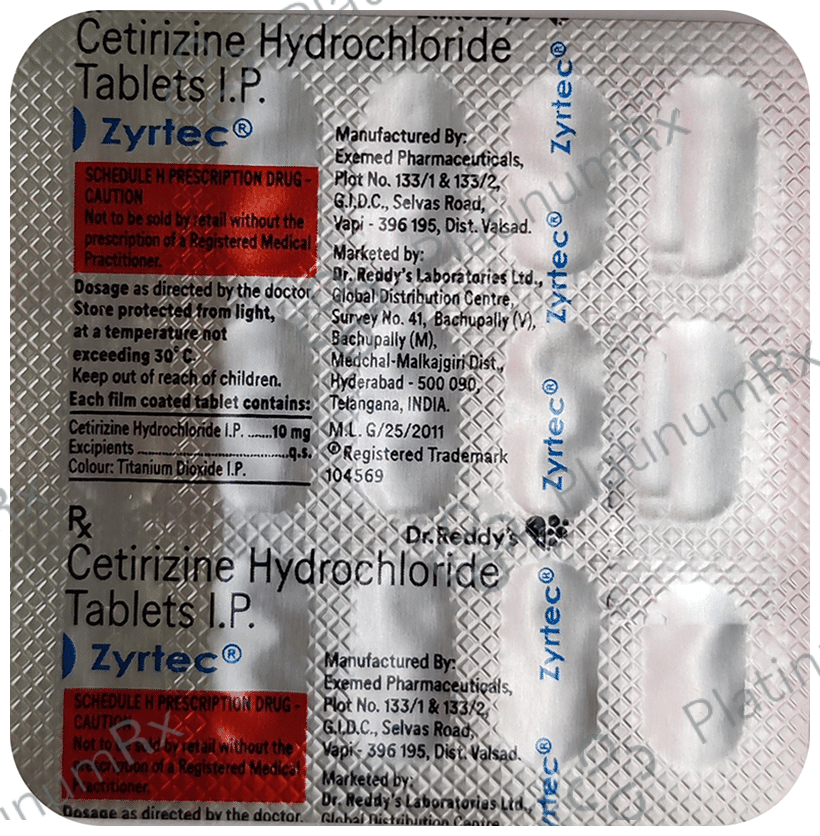 Dr.Reddy's
Cetirizine Hydrochloride
Tablets I.P.
Zyrtec®
SCHEDULE H PRESCRIPTION DRUG -
CAUTION
Not to be sold by retail without the
prescription of a Registered Medical
Practitioner.
Dosage as directed by the doctor.
Store protected from light,
at a temperature not
exceeding 30°C.
Keep out of reach of children.
Each film coated tablet contains:
Cetirizine Hydrochloride I.P. ......10 mg
Excipients ..............................q.s.
Colour: Titanium Dioxide I.P.
Manufactured By:
Exemed Pharmaceuticals,
Plot No. 133/1 & 133/2,
G.I.D.C., Selvas Road,
Vapi - 396 195, Dist. Valsad.
Marketed by:
Dr. Reddy's Laboratories Ltd.,
Global Distribution Centre,
Survey No. 41, Bachupally (V),
Bachupally (M),
Medchal-Malkajgiri Dist.,
Hyderabad - 500 090,
Telangana, INDIA.
M.L. G/25/2011
®Registered Trademark
104569
Zyrtec®
Zyrtec®
Zyrtec®
Zyrtec®
Zyrtec®
Rx
Dr.Reddy's
Cetirizine Hydrochloride
Tablets I.P.
Zyrtec®
SCHEDULE H PRESCRIPTION DRUG -
CAUTION
Not to be sold by retail without the
prescription of a Registered Medical
Practitioner.
Dosage as directed by the doctor.
Manufactured By:
Exemed Pharmaceuticals,
Plot No. 133/1 & 133/2,
G.I.D.C., Selvas Road,
Vapi - 396 195, Dist. Valsad.
Marketed by:
Dr. Reddy's Laboratories Ltd.,
Global Distribution Centre
PlatinumRx
PlatinumRx
PlatinumRx